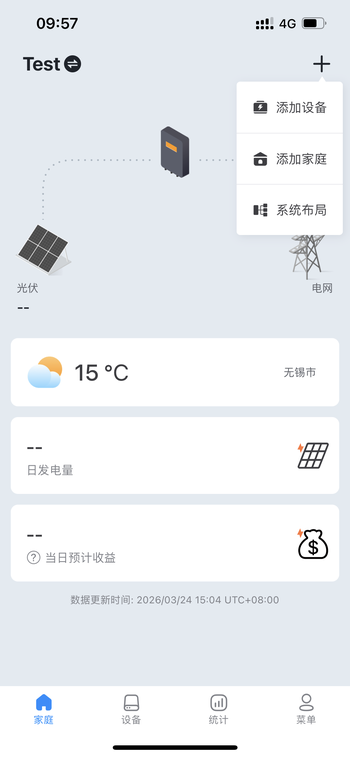 09:57
4G
Test
添加设备
添加家庭
系统布局
光伏
--
电网
15 °C
无锡市
--
日发电量
--
? 当日预计收益
数据更新时间: 2026/03/24 15:04 UTC+08:00
家庭
设备
统计
菜单